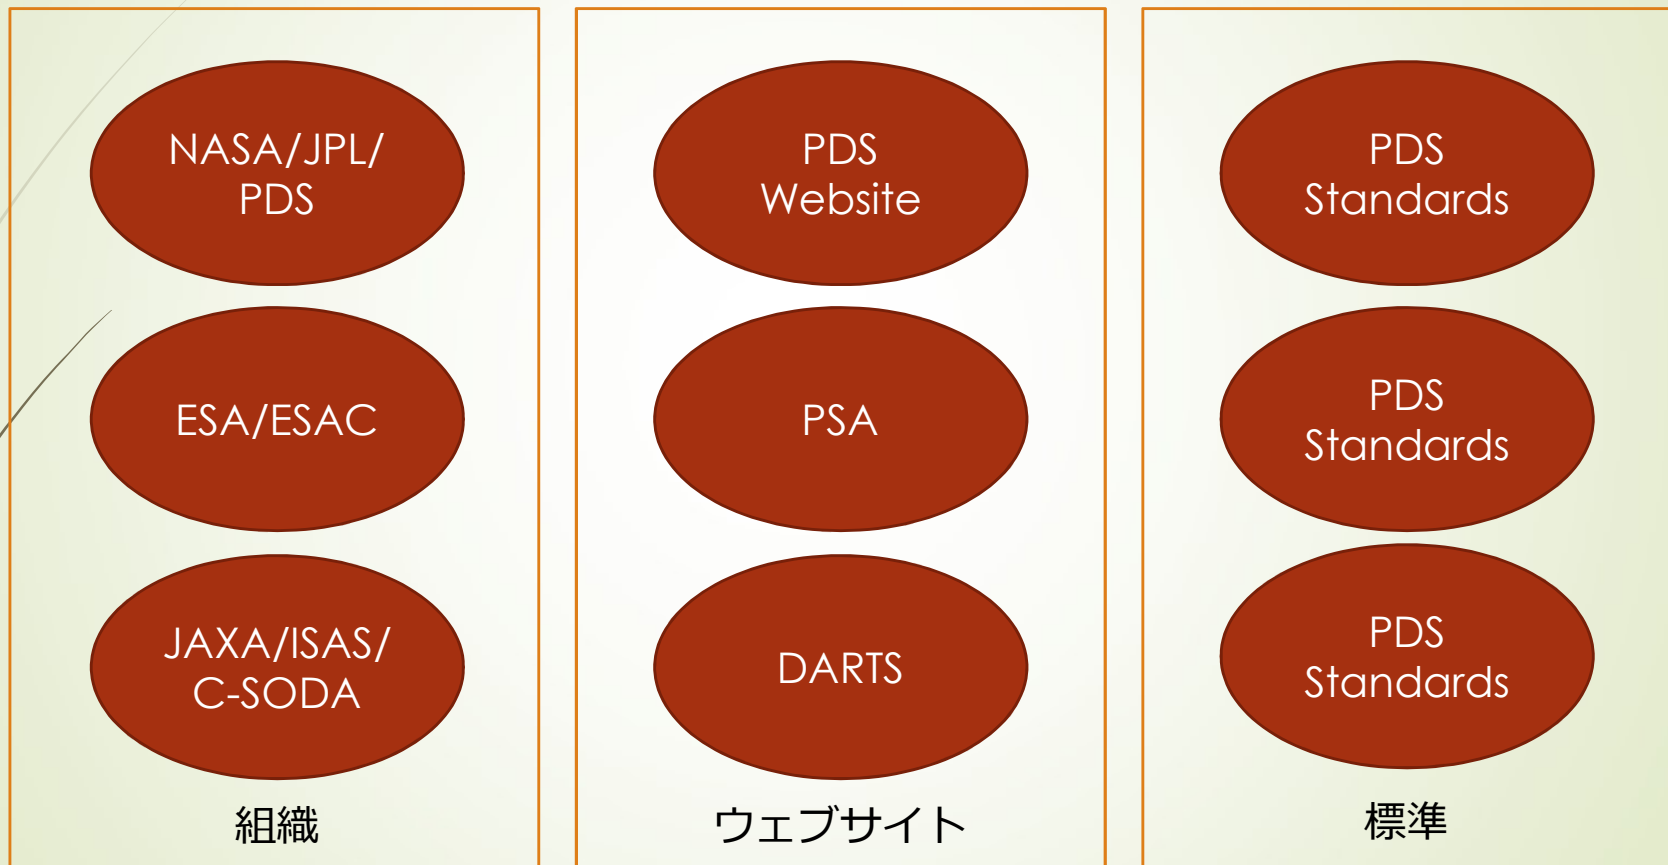 NASA/JPL/
PDS
ESA/ESAC
JAXA/ISAS/
C-SODA
組織
PDS
Website
PSA
DARTS
ウェブサイト
PDS
Standards
PDS
Standards
PDS
Standards
標準